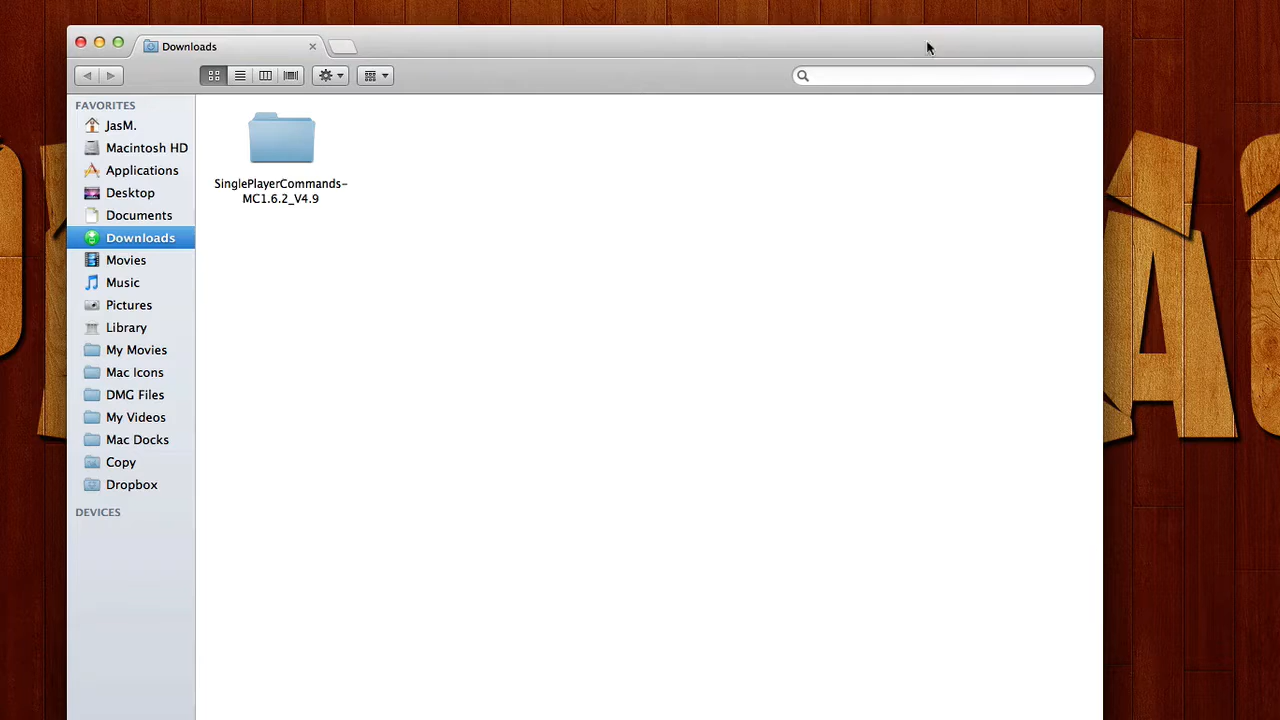 Downloads
FAVORITES
JasM.
Macintosh HD
Applications
Desktop
Documents
Downloads
Movies
Music
Pictures
Library
My Movies
Mac Icons
DMG Files
My Videos
Mac Docks
Copy
Dropbox
DEVICES
SinglePlayerCommands-
MC1.6.2_V4.9